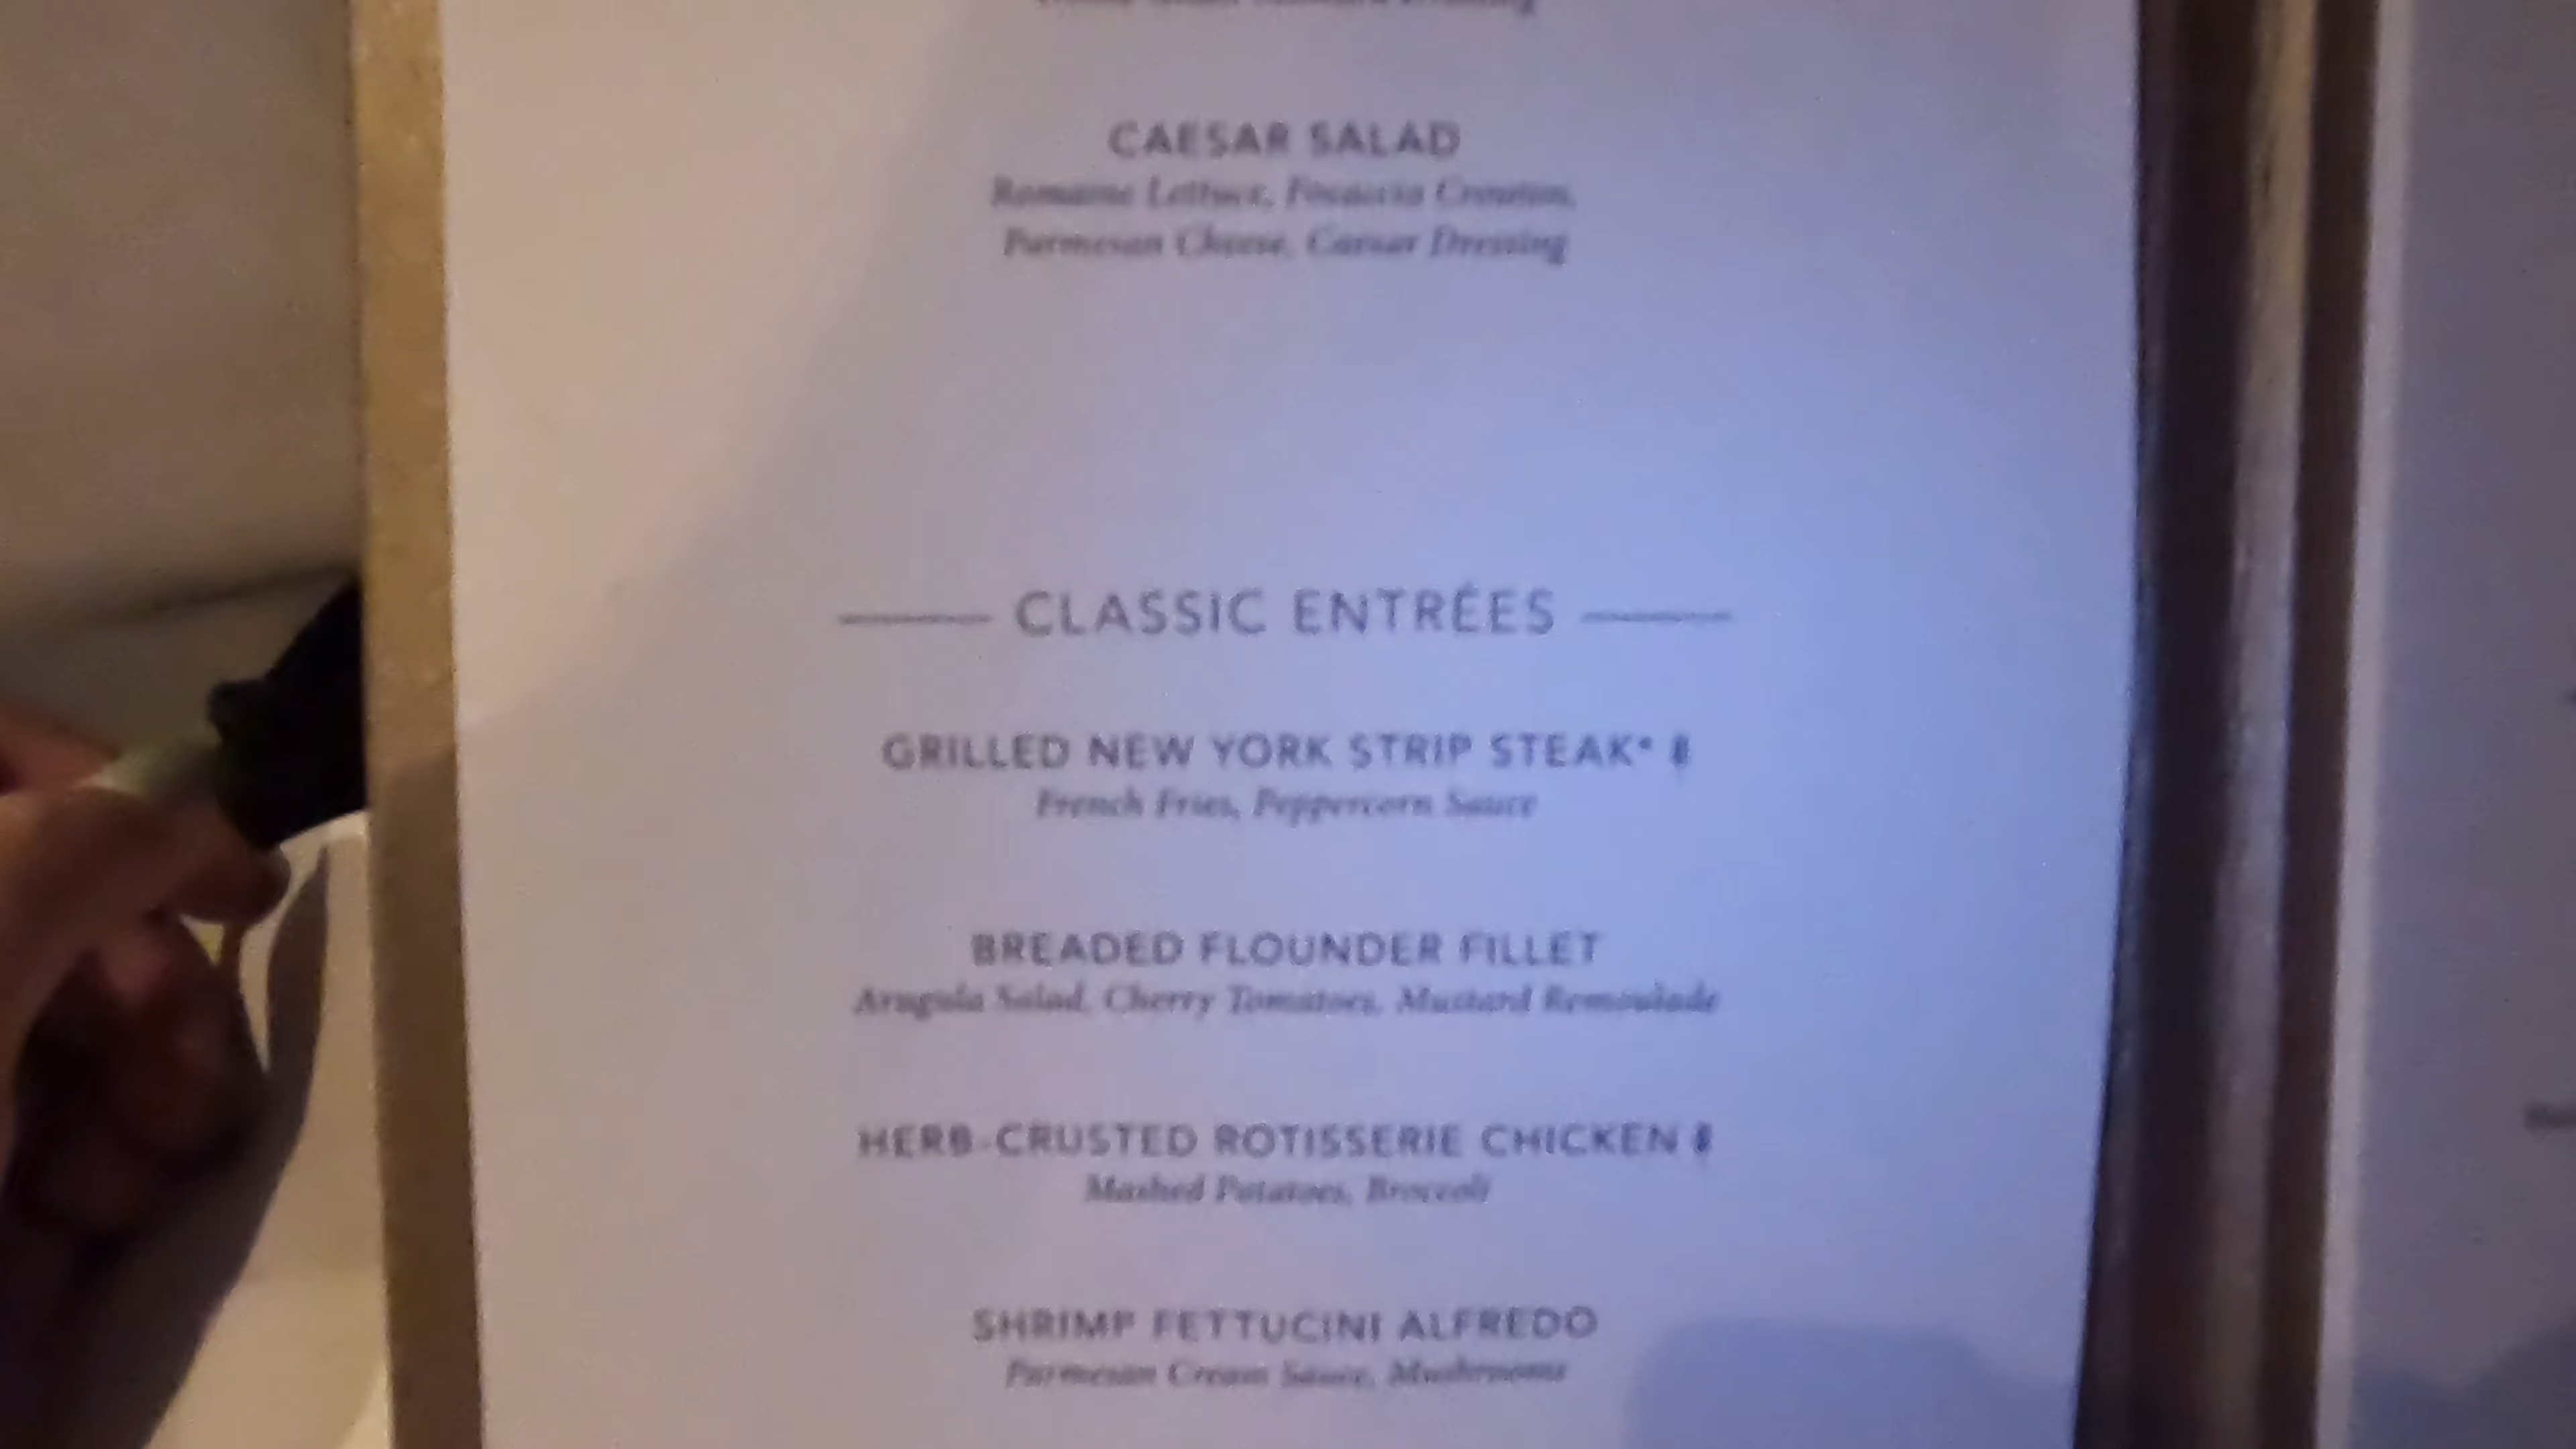 CAESAR SALAD
Romaine Lettuce, Focaccia Crouton,
Parmesan Cheese, Caesar Dressing
CLASSIC ENTRÉES
GRILLED NEW YORK STRIP STEAK*
French Fries, Peppercorn Sauce
BREADED FLOUNDER FILLET
Arugula Salad, Cherry Tomatoes, Mustard Remoulade
HERB-CRUSTED ROTISSERIE CHICKEN
Mashed Potatoes, Broccoli
SHRIMP FETTUCINI ALFREDO
Parmesan Cream Sauce, Mushrooms